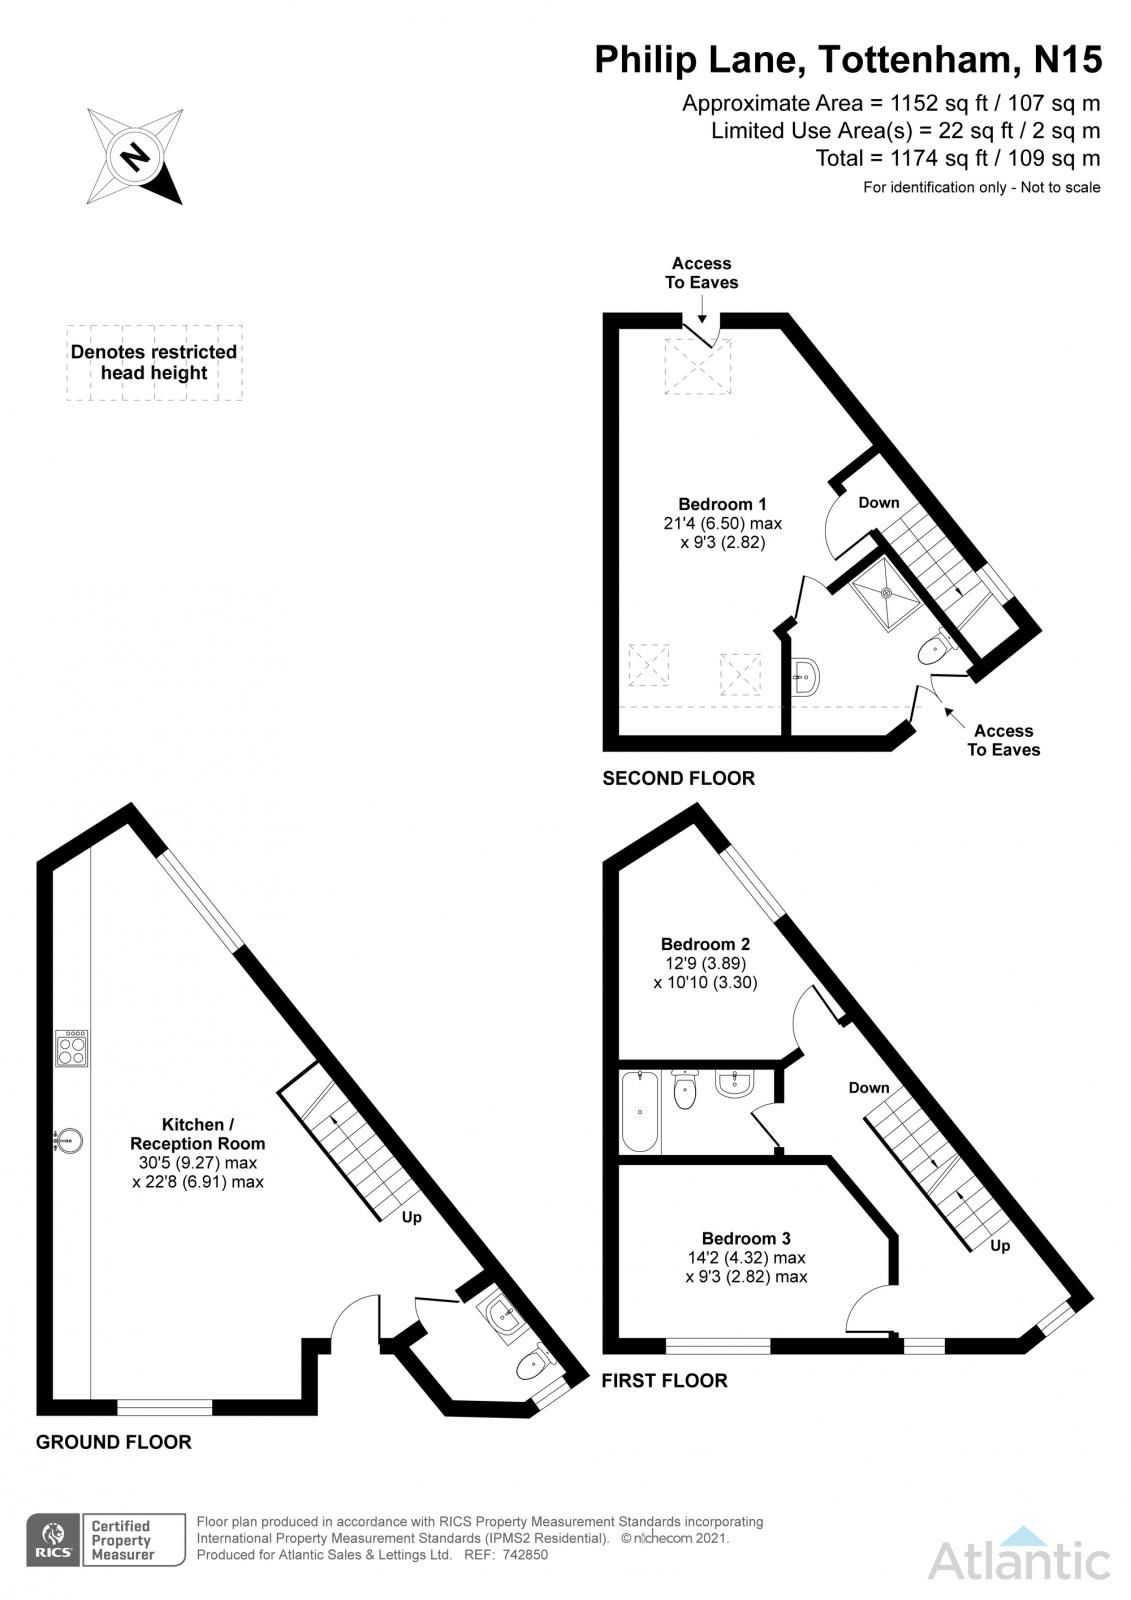 Philip Lane, Tottenham, N15
Approximate Area = 1152 sq ft / 107 sq m
Limited Use Area(s) = 22 sq ft / 2 sq m
Total = 1174 sq ft / 109 sq m
For identification only - Not to scale
N
Denotes restricted
head height
Access
To Eaves
Bedroom 1
21'4 (6.50) max
x 9'3 (2.82)
Down
Access
To Eaves
SECOND FLOOR
Bedroom 2
12'9 (3.89)
x 10'10 (3.30)
Down
Up
Bedroom 3
14'2 (4.32) max
x 9'3 (2.82) max
FIRST FLOOR
Kitchen /
Reception Room
30'5 (9.27) max
x 22'8 (6.91) max
Up
GROUND FLOOR
RICS
Certified
Property
Measurer
Floor plan produced in accordance with RICS Property Measurement Standards incorporating
International Property Measurement Standards (IPMS2 Residential). © nichecom 2021.
Produced for Atlantic Sales & Lettings Ltd. REF: 742850
Atlantic